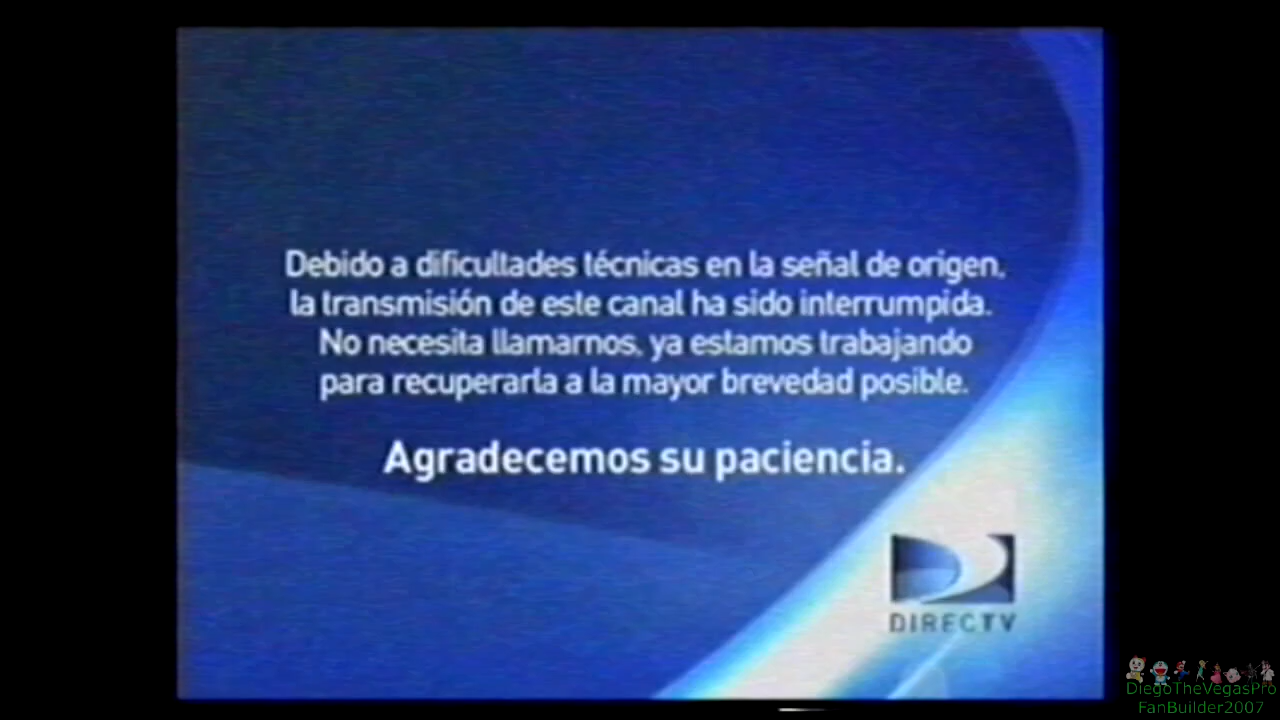 Debido a dificultades técnicas en la señal de origen,
la transmisión de este canal ha sido interrumpida.
No necesita llamarnos, ya estamos trabajando
para recuperarla a la mayor brevedad posible.
Agradecemos su paciencia.
DIRECTV
DiegoTheVegasPro
FanBuilder2007